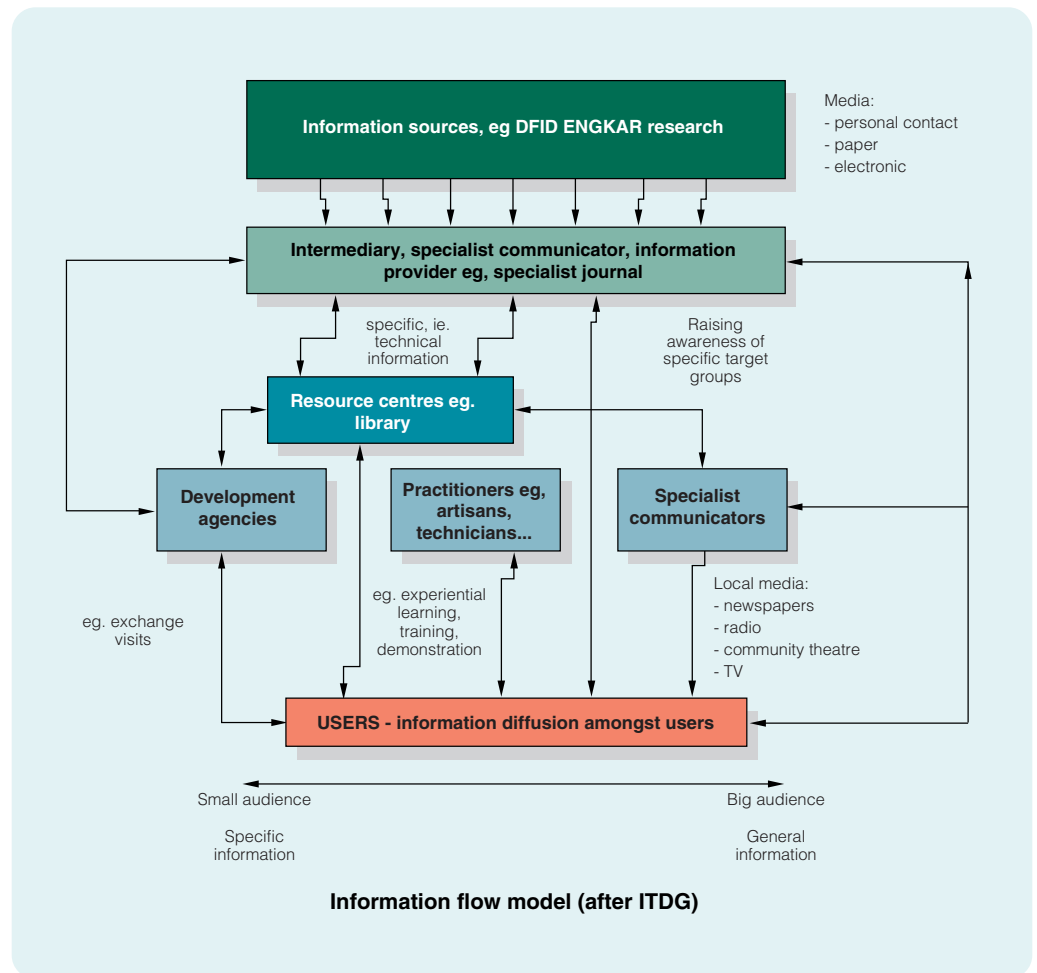 Information sources, eg DFID ENGKAR research
Media:
- personal contact
- paper
- electronic
Intermediary, specialist communicator, information
provider eg, specialist journal
specific, ie.
technical
information
Raising
awareness of
specific target
groups
Resource centres eg.
library
Development
agencies
Practitioners eg,
artisans,
technicians...
Specialist
communicators
eg. exchange
visits
eg. experiential
learning,
training,
demonstration
Local media:
- newspapers
- radio
- community theatre
- TV
USERS - information diffusion amongst users
Small audience
Big audience
Specific
information
General
information
Information flow model (after ITDG)